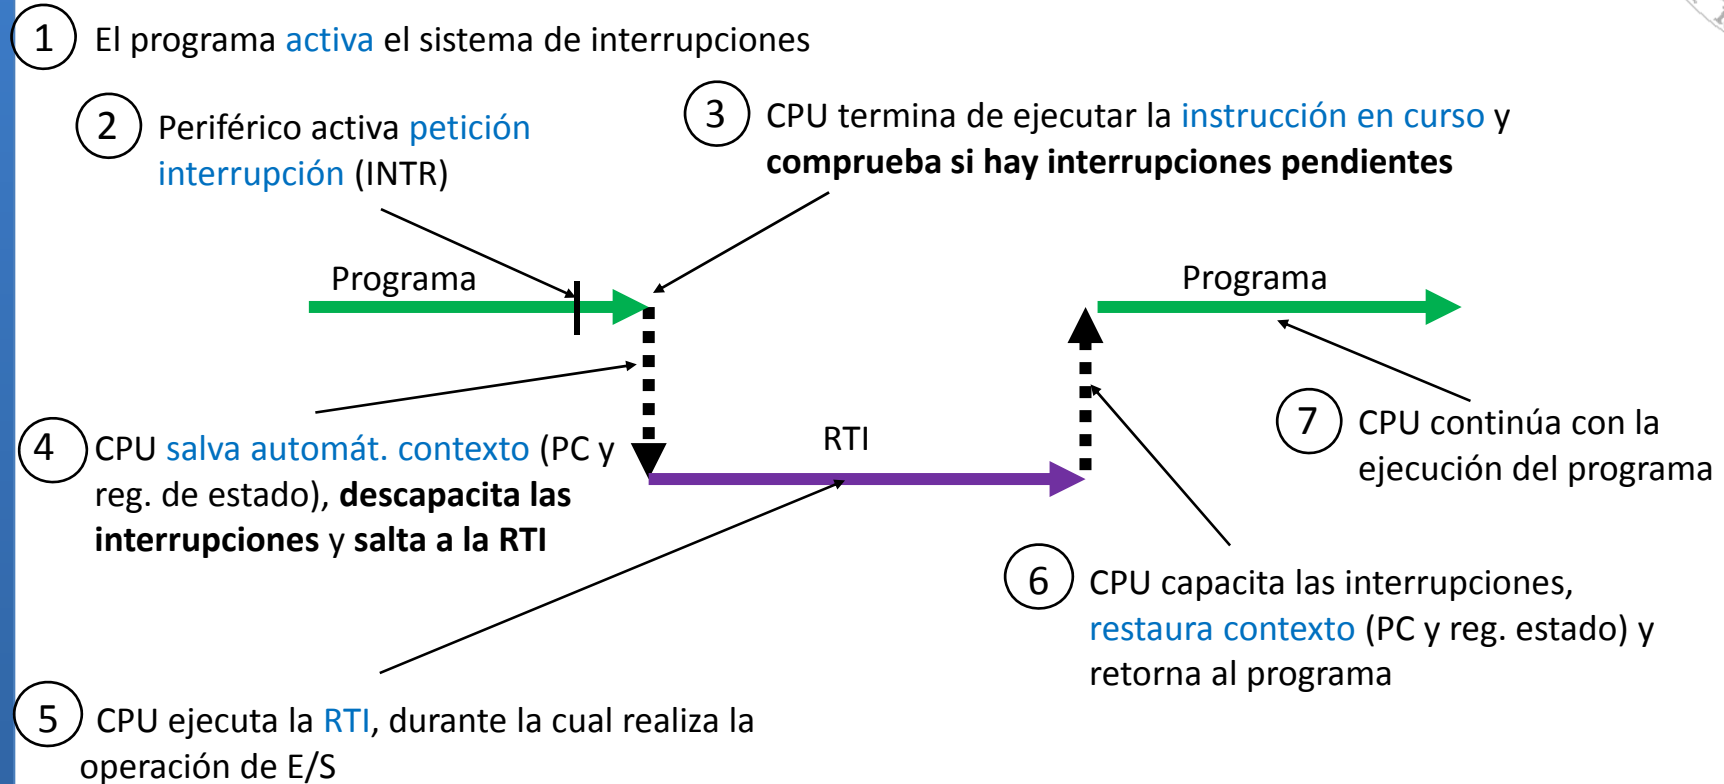 1 El programa activa el sistema de interrupciones
2 Periférico activa petición
interrupción (INTR)
3 CPU termina de ejecutar la instrucción en curso y
comprueba si hay interrupciones pendientes
Programa
Programa
4 CPU salva automát. contexto (PC y
reg. de estado), descapacita las
interrupciones y salta a la RTI
RTI
7 CPU continúa con la
ejecución del programa
6 CPU capacita las interrupciones,
restaura contexto (PC y reg. estado) y
retorna al programa
5 CPU ejecuta la RTI, durante la cual realiza la
operación de E/S